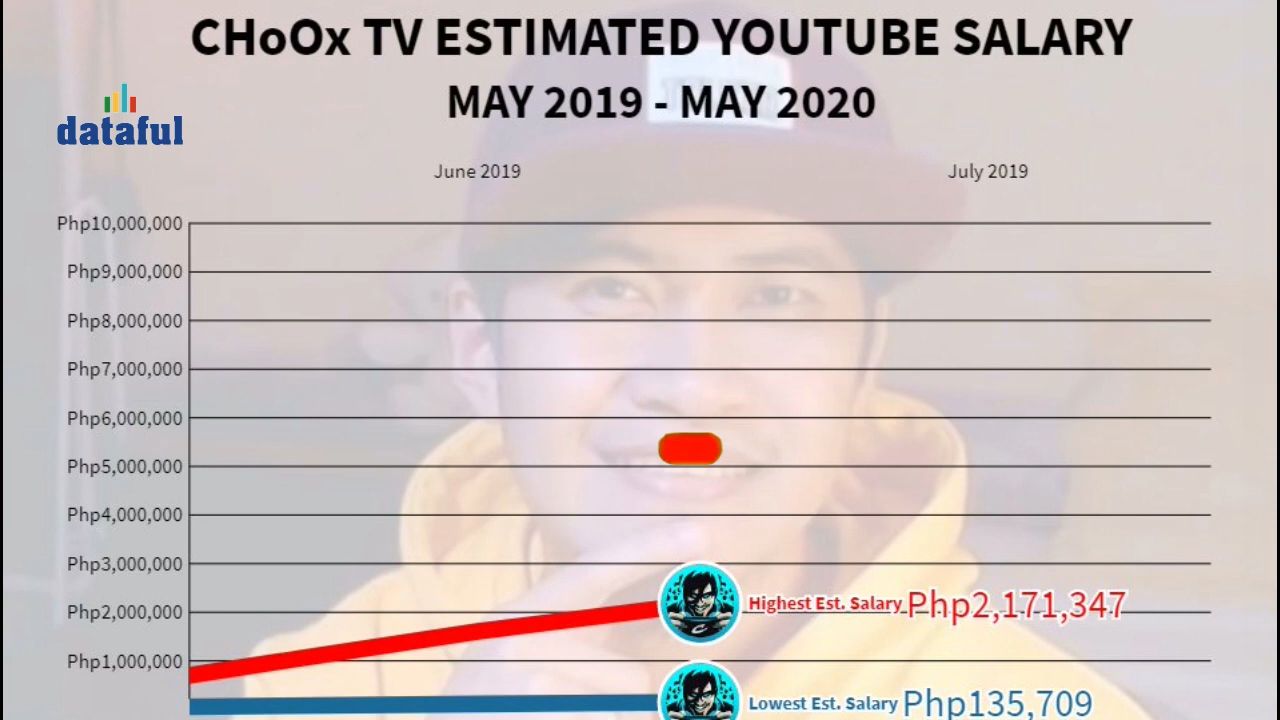 CHoOx TV ESTIMATED YOUTUBE SALARY
MAY 2019 - MAY 2020
dataful
June 2019
July 2019
Php10,000,000
Php9,000,000
Php8,000,000
Php7,000,000
Php6,000,000
Php5,000,000
Php4,000,000
Php3,000,000
Php2,000,000
Highest Est. Salary Php2,171,347
Php1,000,000
Lowest Est. Salary Php135,709